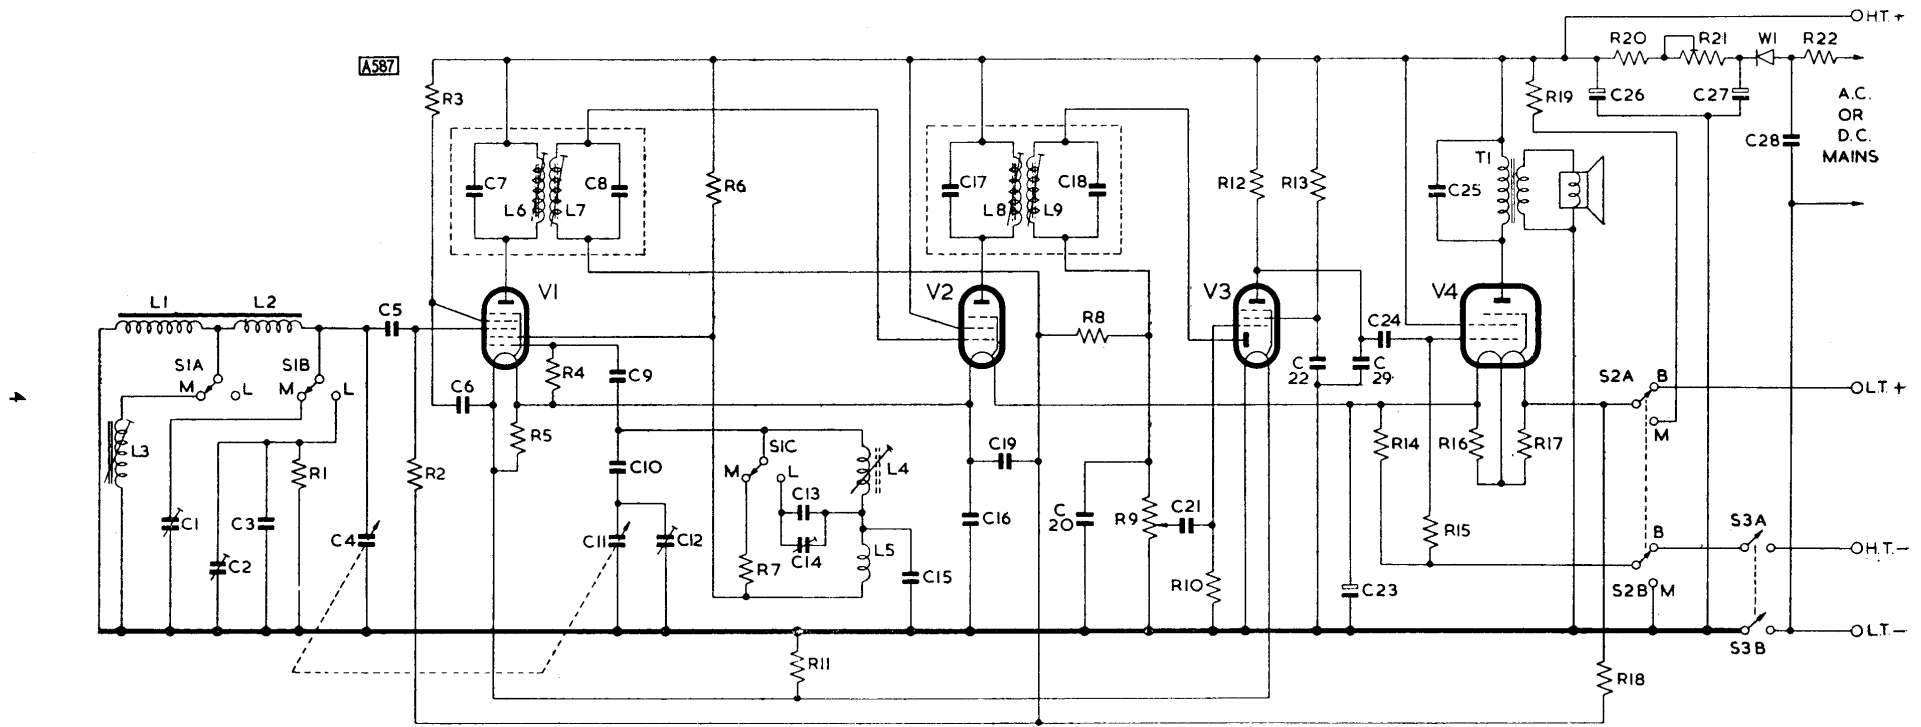 H.T. +
R20 R21 W1 R22
A587
R3
R19 C26 C27
A.C.
OR
D.C.
MAINS
C28
C7 C8 R6 C17 C18 R12 R13 T1 C25
L6 L7 L8 L9
V1 V2 V3 V4
L1 L2 C5
R8 C24
S1A S1B
M L M L
R4 C9
C
22
C
29
S2A B
L.T. +
C6
M
L3 R1 R2 R5
S1C
M L
C10 L4 C19 R14 R16 R17
C13
C1 C3 C4 C2
C11 C12
R7 C14 L5 C15 C16
C
20
R9 C21 R15
B
S3A
H.T. −
R10 C23
S2B M
S3B
L.T. −
R11 R18
4